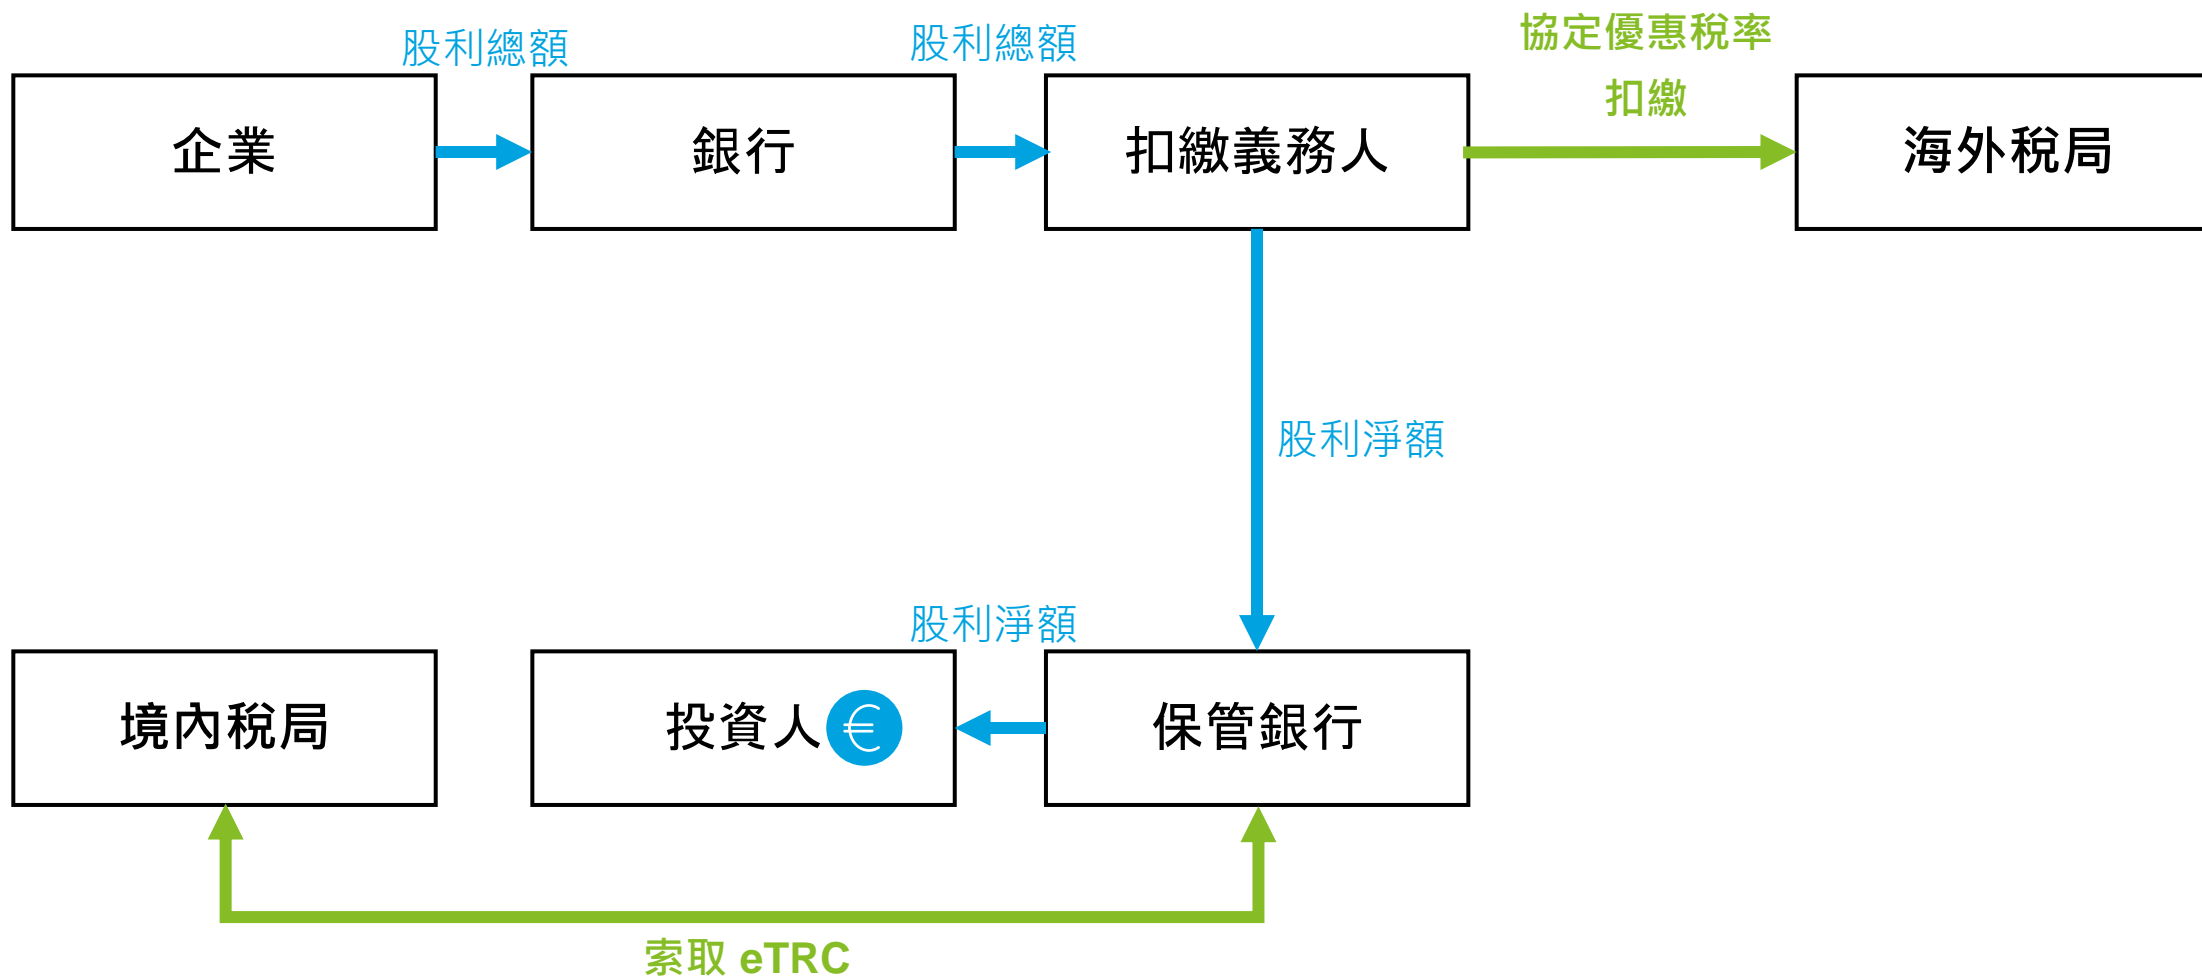 股利總額
股利總額
協定優惠稅率
扣繳
企業
銀行
扣繳義務人
海外稅局
股利淨額
股利淨額
境內稅局
投資人
€
保管銀行
索取 eTRC